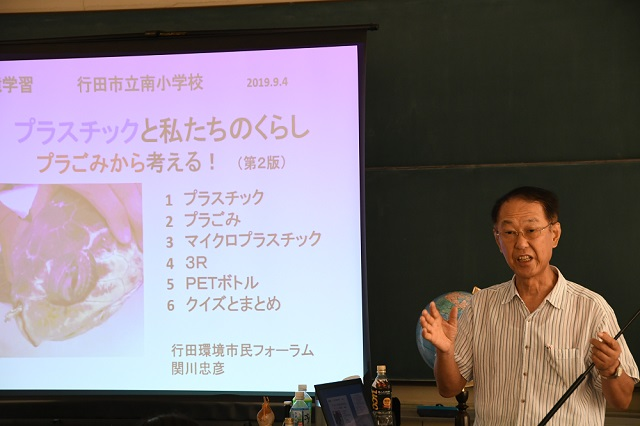 学習　行田市立南小学校　2019.9.4
プラスチックと私たちのくらし
プラごみから考える！（第2版）
1 プラスチック
2 プラごみ
3 マイクロプラスチック
4 3R
5 PETボトル
6 クイズとまとめ
行田環境市民フォーラム
関川忠彦